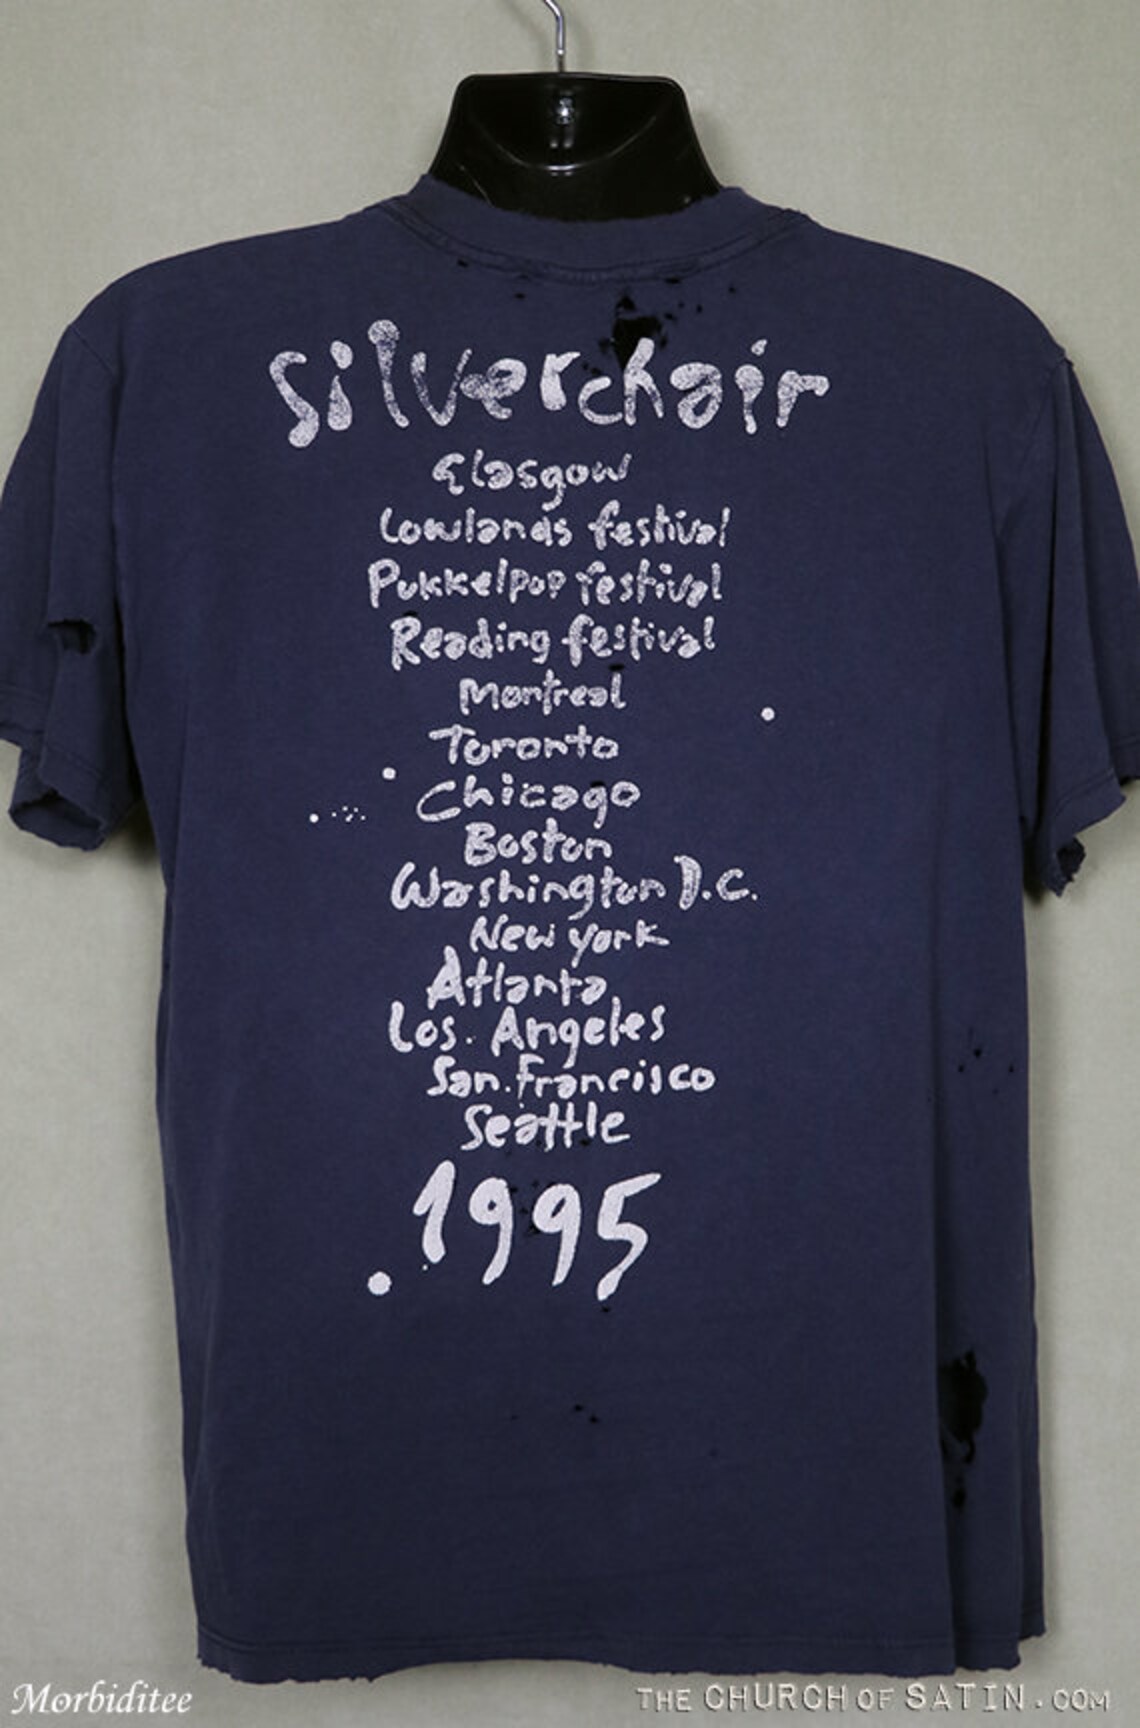 silverchair
Glasgow
Lowlands festival
Pukkelpop festival
Reading festival
Montreal
Toronto
Chicago
Boston
Washington D.C.
New york
Atlanta
Los. Angeles
San. Francisco
Seattle
1995
Morbiditee
THE CHURCH OF SATIN.COM